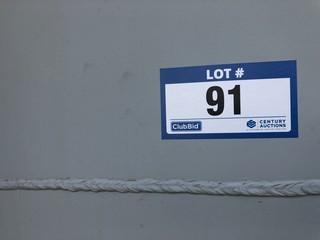 LOT #
91
ClubBid CENTURY
AUCTIONS